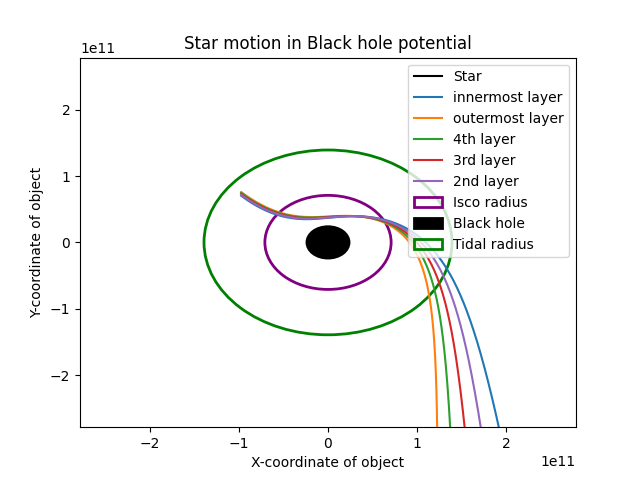 Star motion in Black hole potential
1e11
Star
innermost layer
outermost layer
4th layer
3rd layer
2nd layer
Isco radius
Black hole
Tidal radius
Y-coordinate of object
2
1
0
−1
−2
−2
−1
0
1
2
X-coordinate of object
1e11